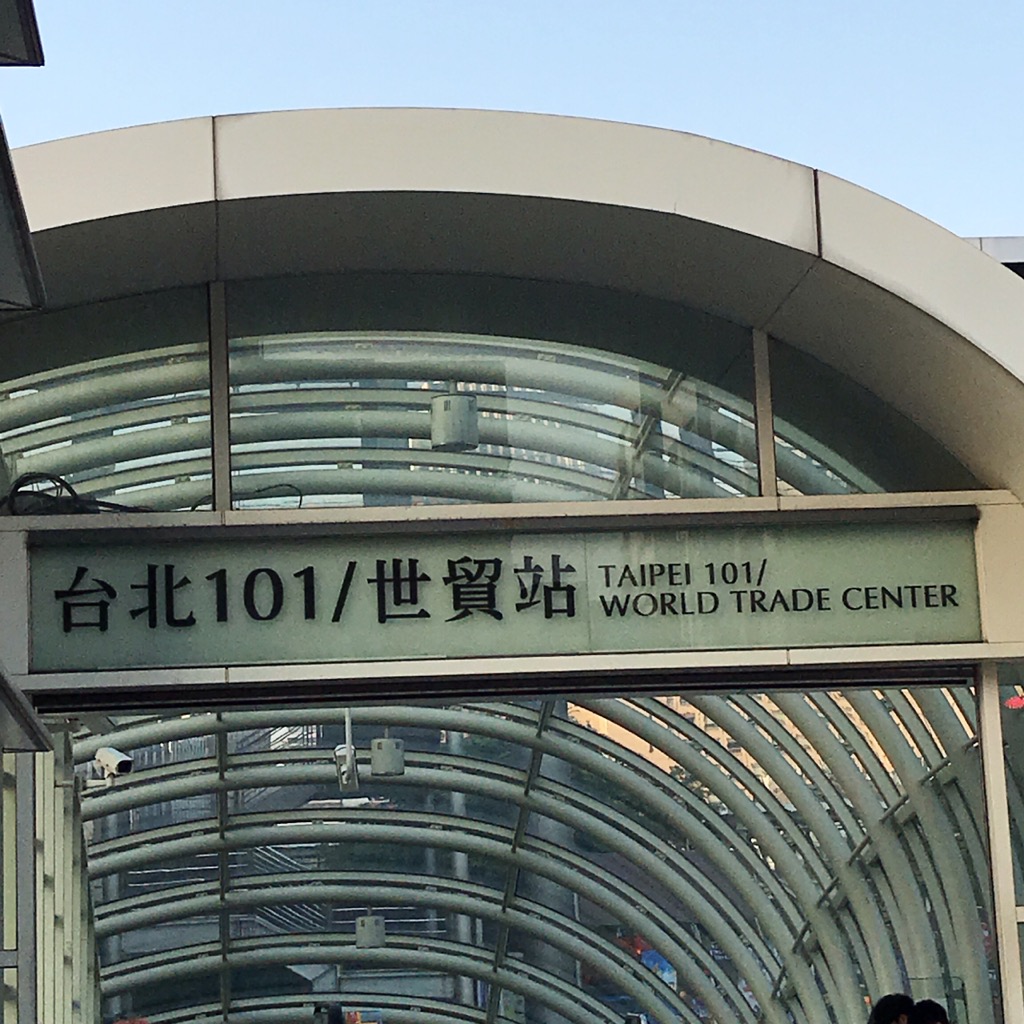 台北101/世貿站
TAIPEI 101/
WORLD TRADE CENTER